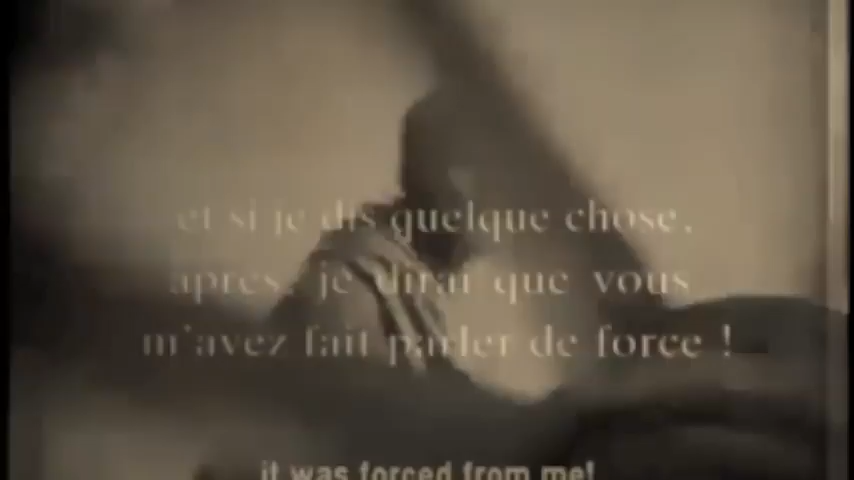 et si je dis quelque chose,
après, je dirai que vous
m'avez fait parler de force !
it was forced from me!